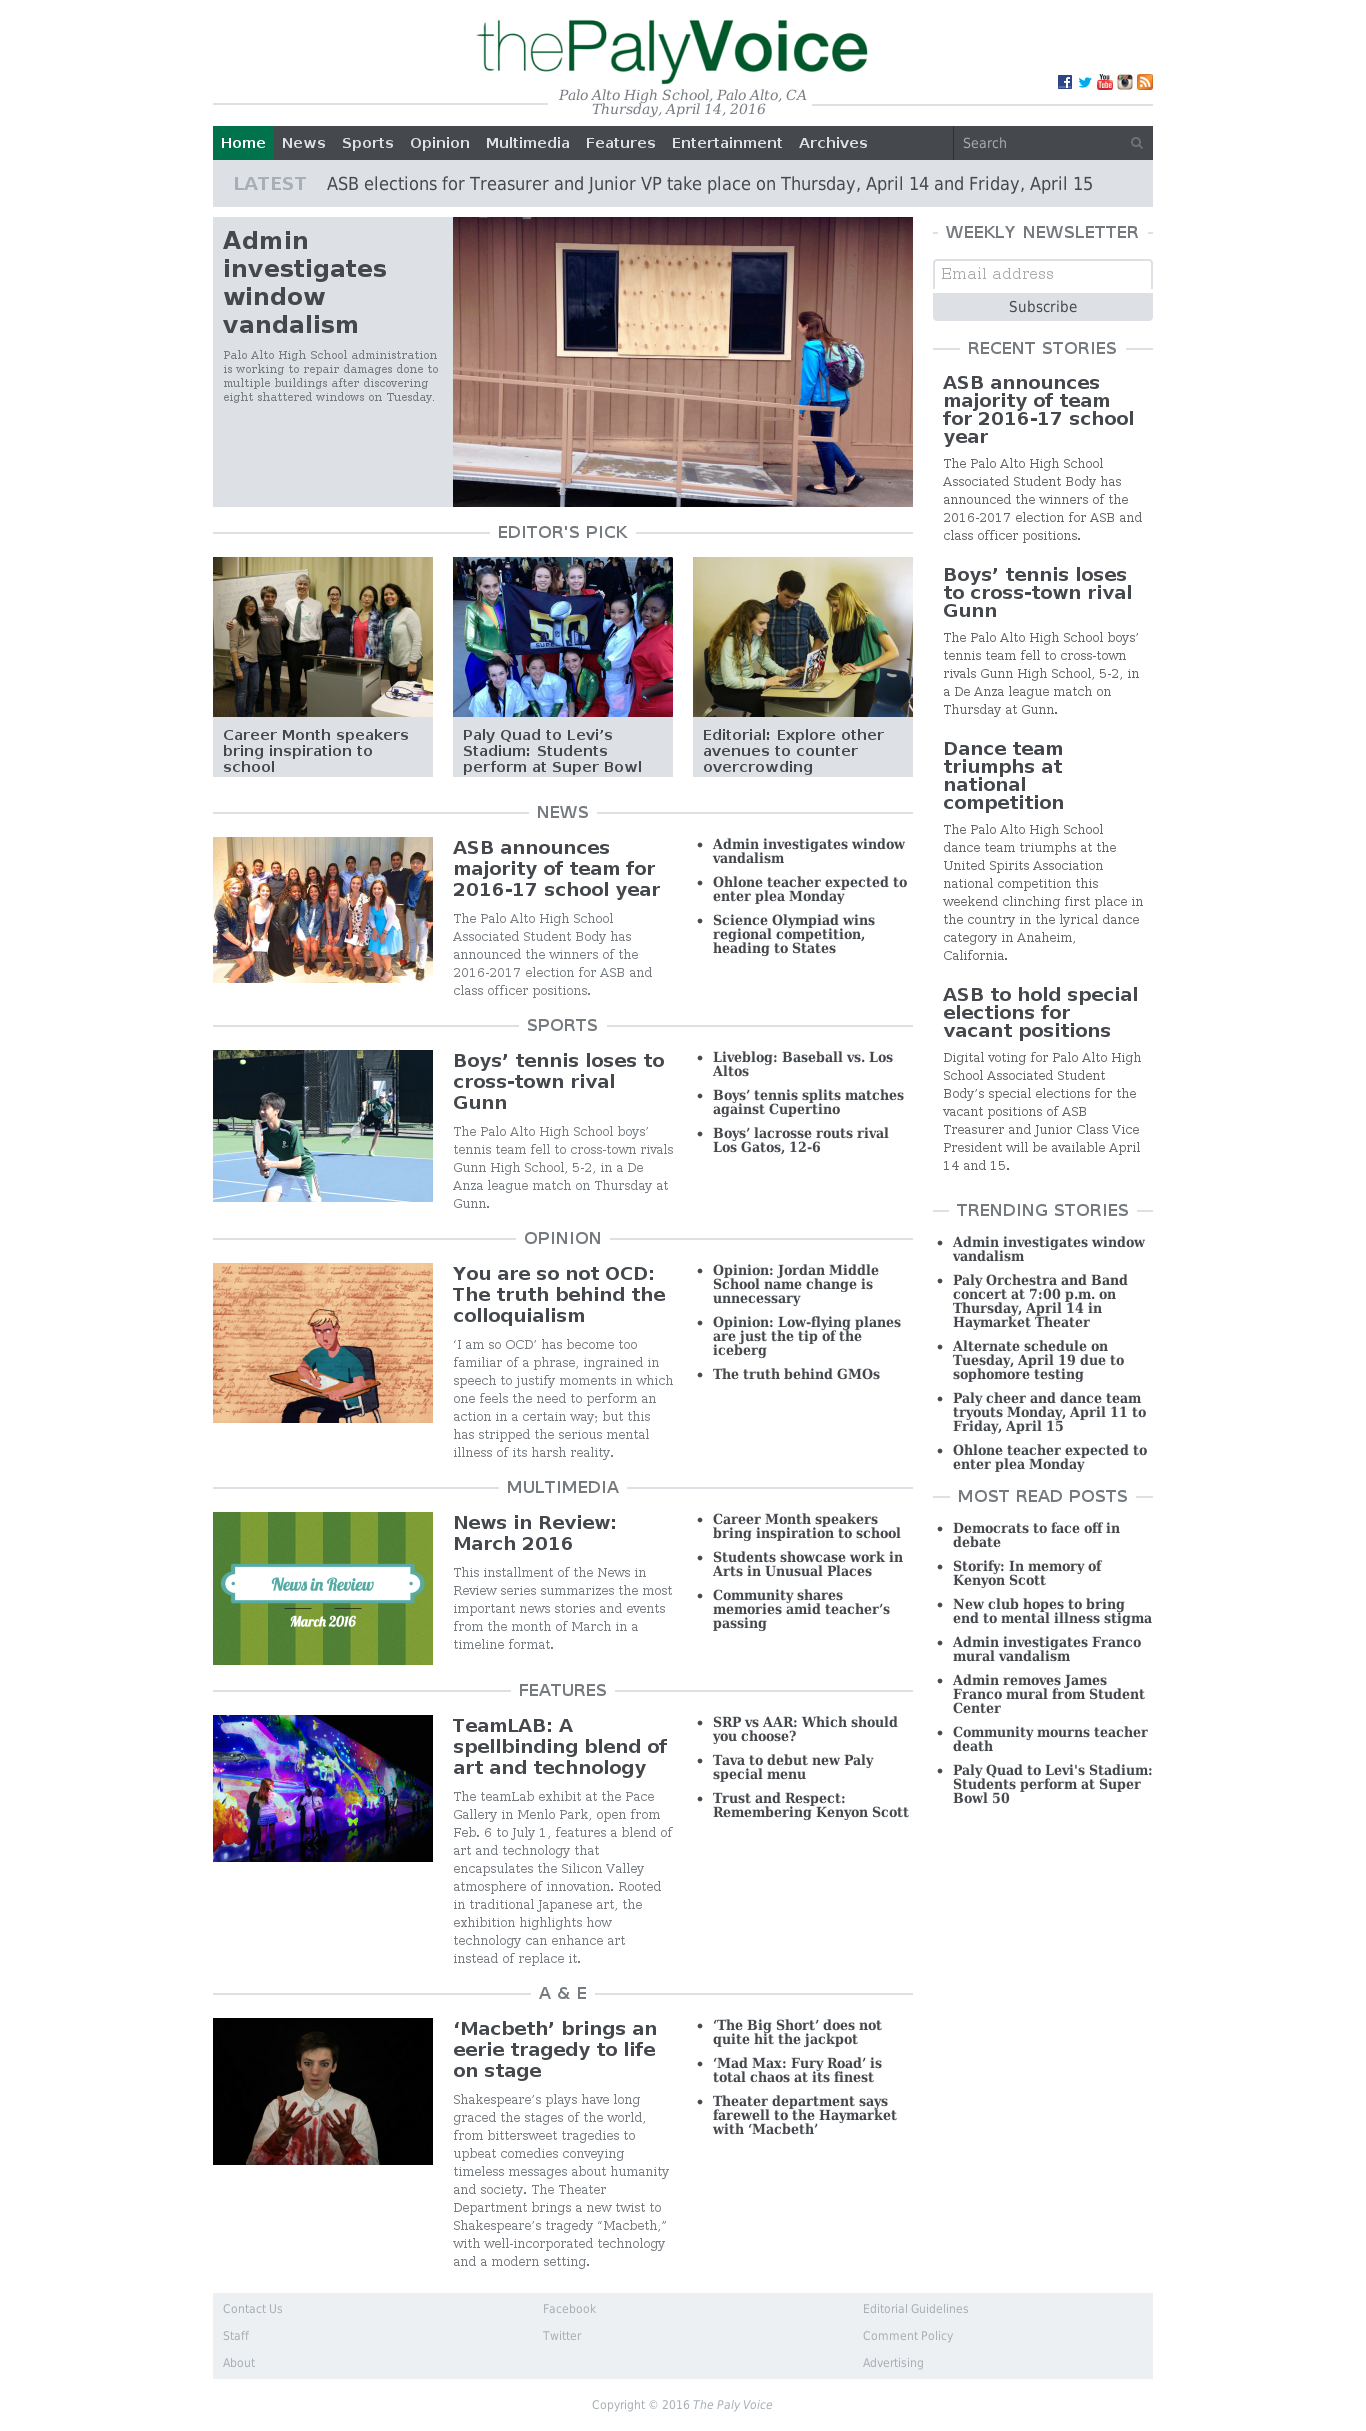 thePalyVoice
Palo Alto High School, Palo Alto, CA
Thursday, April 14, 2016
Home News Sports Opinion Multimedia Features Entertainment Archives Search
LATEST ASB elections for Treasurer and Junior VP take place on Thursday, April 14 and Friday, April 15
Admin
investigates
window
vandalism
Palo Alto High School administration
is working to repair damages done to
multiple buildings after discovering
eight shattered windows on Tuesday.
EDITOR'S PICK
Career Month speakers
bring inspiration to
school
Paly Quad to Levi’s
Stadium: Students
perform at Super Bowl
Editorial: Explore other
avenues to counter
overcrowding
NEWS
ASB announces
majority of team for
2016-17 school year
The Palo Alto High School
Associated Student Body has
announced the winners of the
2016-2017 election for ASB and
class officer positions.
Admin investigates window
vandalism
Ohlone teacher expected to
enter plea Monday
Science Olympiad wins
regional competition,
heading to States
SPORTS
Boys’ tennis loses to
cross-town rival
Gunn
The Palo Alto High School boys’
tennis team fell to cross-town rivals
Gunn High School, 5-2, in a De
Anza league match on Thursday at
Gunn.
Liveblog: Baseball vs. Los
Altos
Boys’ tennis splits matches
against Cupertino
Boys’ lacrosse routs rival
Los Gatos, 12-6
OPINION
You are so not OCD:
The truth behind the
colloquialism
‘I am so OCD’ has become too
familiar of a phrase, ingrained in
speech to justify moments in which
one feels the need to perform an
action in a certain way; but this
has stripped the serious mental
illness of its harsh reality.
Opinion: Jordan Middle
School name change is
unnecessary
Opinion: Low-flying planes
are just the tip of the
iceberg
The truth behind GMOs
MULTIMEDIA
News in Review
March 2016
News in Review:
March 2016
This installment of the News in
Review series summarizes the most
important news stories and events
from the month of March in a
timeline format.
Career Month speakers
bring inspiration to school
Students showcase work in
Arts in Unusual Places
Community shares
memories amid teacher’s
passing
FEATURES
TeamLAB: A
spellbinding blend of
art and technology
The teamLab exhibit at the Pace
Gallery in Menlo Park, open from
Feb. 6 to July 1, features a blend of
art and technology that
encapsulates the Silicon Valley
atmosphere of innovation. Rooted
in traditional Japanese art, the
exhibition highlights how
technology can enhance art
instead of replace it.
SRP vs AAR: Which should
you choose?
Tava to debut new Paly
special menu
Trust and Respect:
Remembering Kenyon Scott
A & E
‘Macbeth’ brings an
eerie tragedy to life
on stage
Shakespeare’s plays have long
graced the stages of the world,
from bittersweet tragedies to
upbeat comedies conveying
timeless messages about humanity
and society. The Theater
Department brings a new twist to
Shakespeare’s tragedy “Macbeth,”
with well-incorporated technology
and a modern setting.
‘The Big Short’ does not
quite hit the jackpot
‘Mad Max: Fury Road’ is
total chaos at its finest
Theater department says
farewell to the Haymarket
with ‘Macbeth’
WEEKLY NEWSLETTER
Email address
Subscribe
RECENT STORIES
ASB announces
majority of team
for 2016-17 school
year
The Palo Alto High School
Associated Student Body has
announced the winners of the
2016-2017 election for ASB and
class officer positions.
Boys’ tennis loses
to cross-town rival
Gunn
The Palo Alto High School boys’
tennis team fell to cross-town
rivals Gunn High School, 5-2, in
a De Anza league match on
Thursday at Gunn.
Dance team
triumphs at
national
competition
The Palo Alto High School
dance team triumphs at the
United Spirits Association
national competition this
weekend clinching first place in
the country in the lyrical dance
category in Anaheim,
California.
ASB to hold special
elections for
vacant positions
Digital voting for Palo Alto High
School Associated Student
Body’s special elections for the
vacant positions of ASB
Treasurer and Junior Class Vice
President will be available April
14 and 15.
TRENDING STORIES
Admin investigates window
vandalism
Paly Orchestra and Band
concert at 7:00 p.m. on
Thursday, April 14 in
Haymarket Theater
Alternate schedule on
Tuesday, April 19 due to
sophomore testing
Paly cheer and dance team
tryouts Monday, April 11 to
Friday, April 15
Ohlone teacher expected to
enter plea Monday
MOST READ POSTS
Democrats to face off in
debate
Storify: In memory of
Kenyon Scott
New club hopes to bring
end to mental illness stigma
Admin investigates Franco
mural vandalism
Admin removes James
Franco mural from Student
Center
Community mourns teacher
death
Paly Quad to Levi's Stadium:
Students perform at Super
Bowl 50
Contact Us
Staff
About
Facebook
Twitter
Editorial Guidelines
Comment Policy
Advertising
Copyright © 2016 The Paly Voice